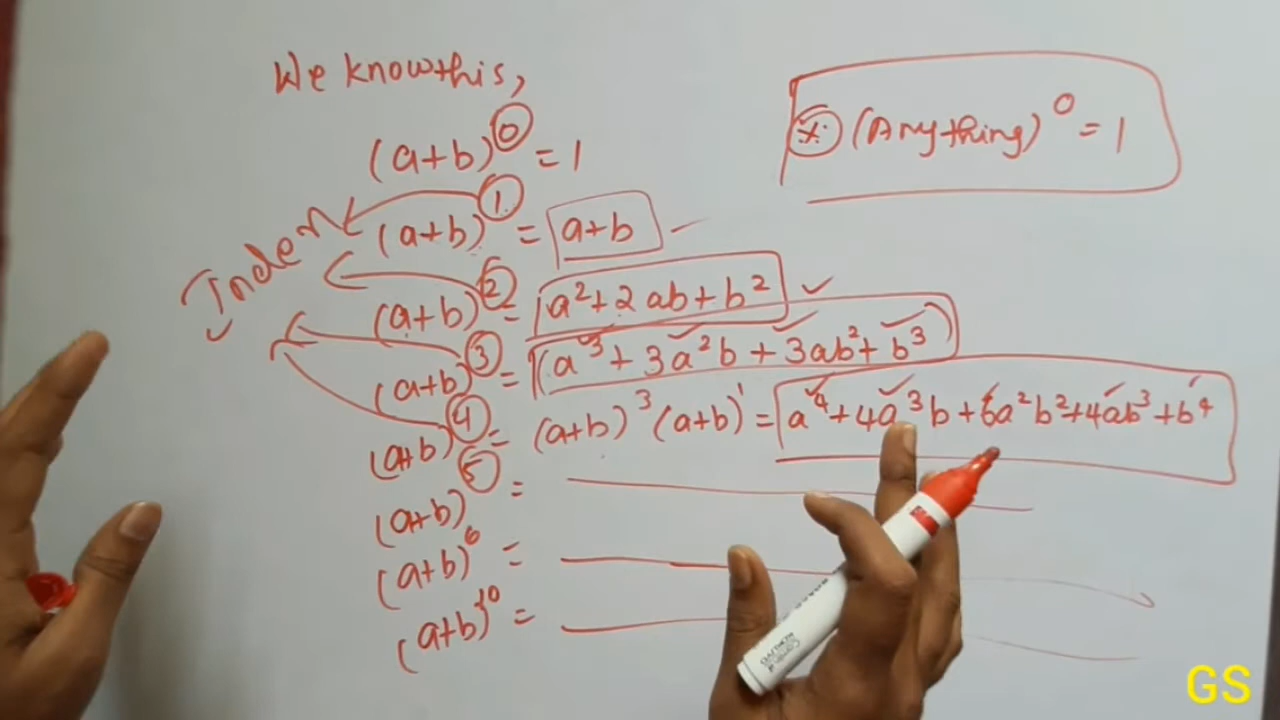 We know this,
(a+b)⁰ = 1
* (Anything)⁰ = 1
Index
(a+b)¹ = a+b
(a+b)² = a²+2ab+b²
(a+b)³ = (a³+3a²b+3ab²+b³)
(a+b)⁴ = (a+b)³(a+b)¹ = a⁴+4a³b+6a²b²+4ab³+b⁴
(a+b)⁵ =
(a+b)⁶ =
(a+b)¹⁰ =
GS